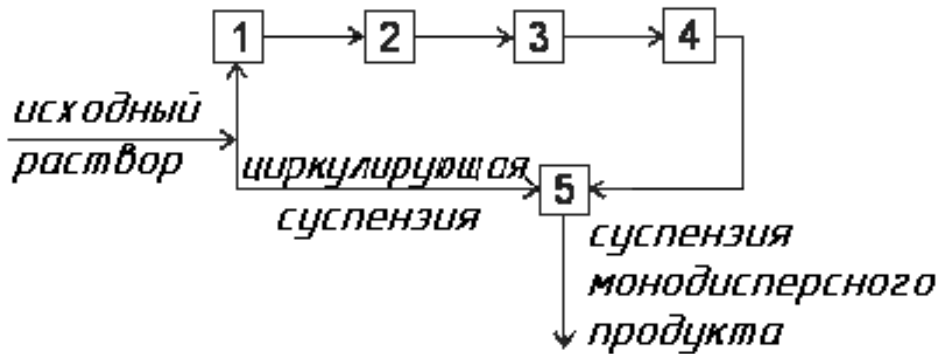 1 2 3 4
исходный
раствор
циркулирующая
5
суспензия
суспензия
монодисперсного
продукта